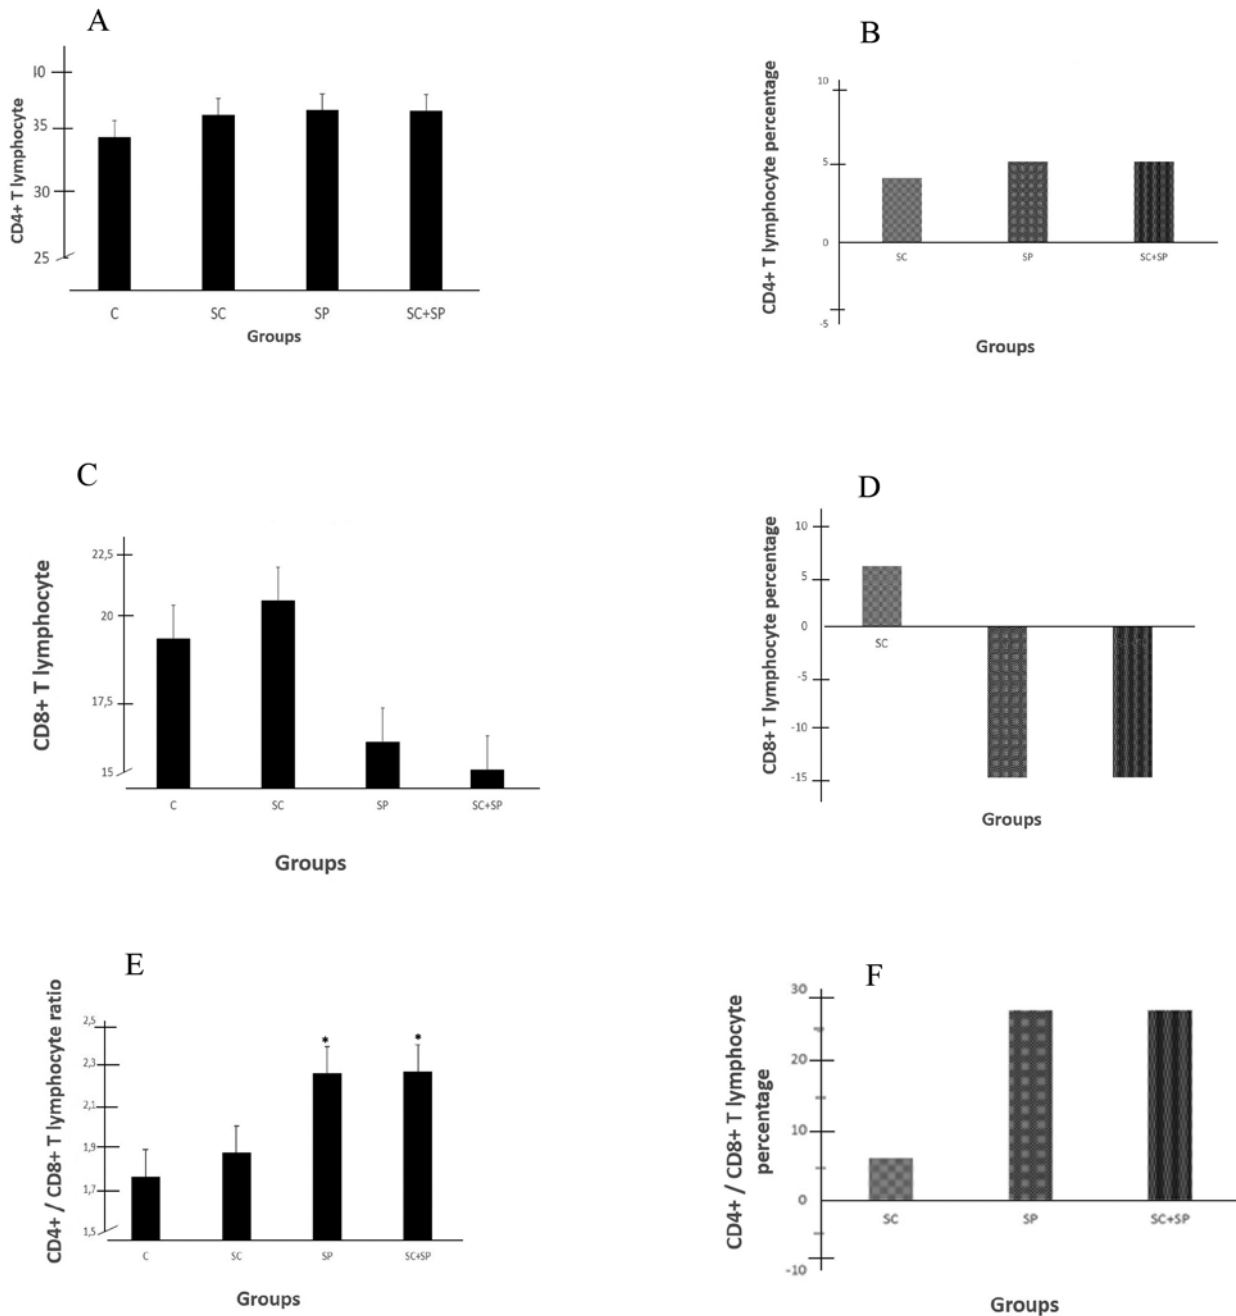 A
CD4+ T lymphocyte
40
35
30
25
C SC SP SC+SP
Groups
B
CD4+ T lymphocyte percentage
10
5
0
-5
SC SP SC+SP
Groups
C
CD8+ T lymphocyte
22,5
20
17,5
15
C SC SP SC+SP
Groups
D
CD8+ T lymphocyte percentage
10
5
0
-5
-10
-15
SC
Groups
E
CD4+ / CD8+ T lymphocyte ratio
2,5
2,3
2,1
1,9
1,7
1,5
* *
C SC SP SC+SP
Groups
F
CD4+ / CD8+ T lymphocyte
percentage
30
20
10
0
-10
SC SP SC+SP
Groups